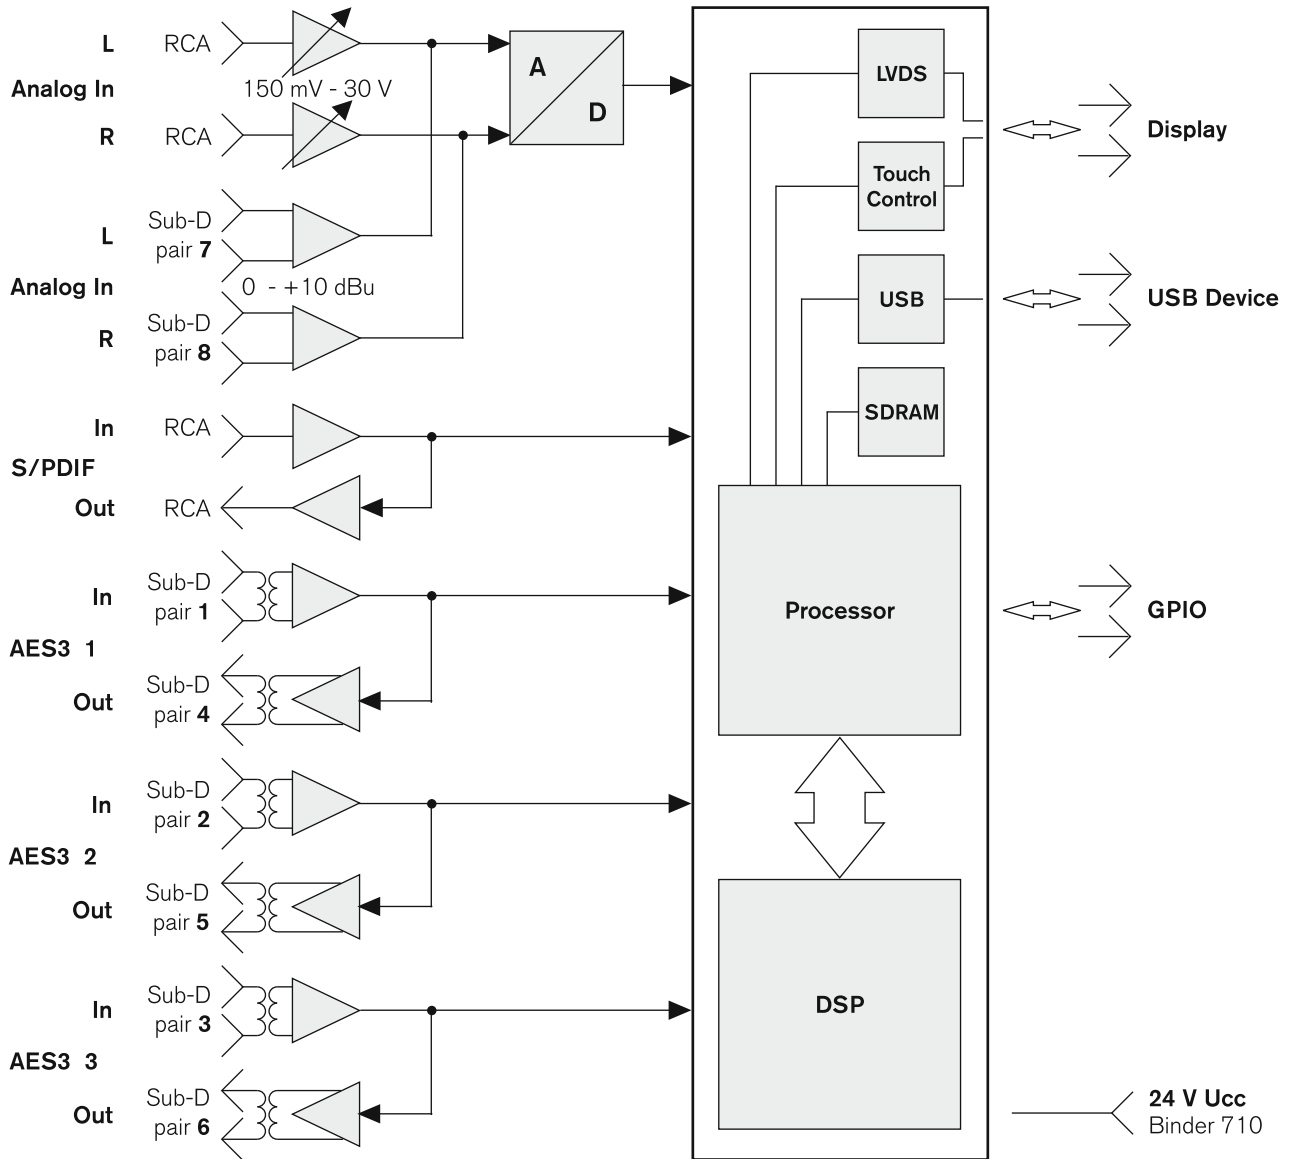 L RCA
150 mV - 30 V
Analog In
R RCA
A
D
L Sub-D
pair 7
Analog In 0 - +10 dBu
R Sub-D
pair 8
In RCA
S/PDIF
Out RCA
In Sub-D
pair 1
AES3 1
Out Sub-D
pair 4
In Sub-D
pair 2
AES3 2
Out Sub-D
pair 5
In Sub-D
pair 3
AES3 3
Out Sub-D
pair 6
LVDS
Touch
Control
USB
SDRAM
Processor
DSP
Display
USB Device
GPIO
24 V Ucc
Binder 710